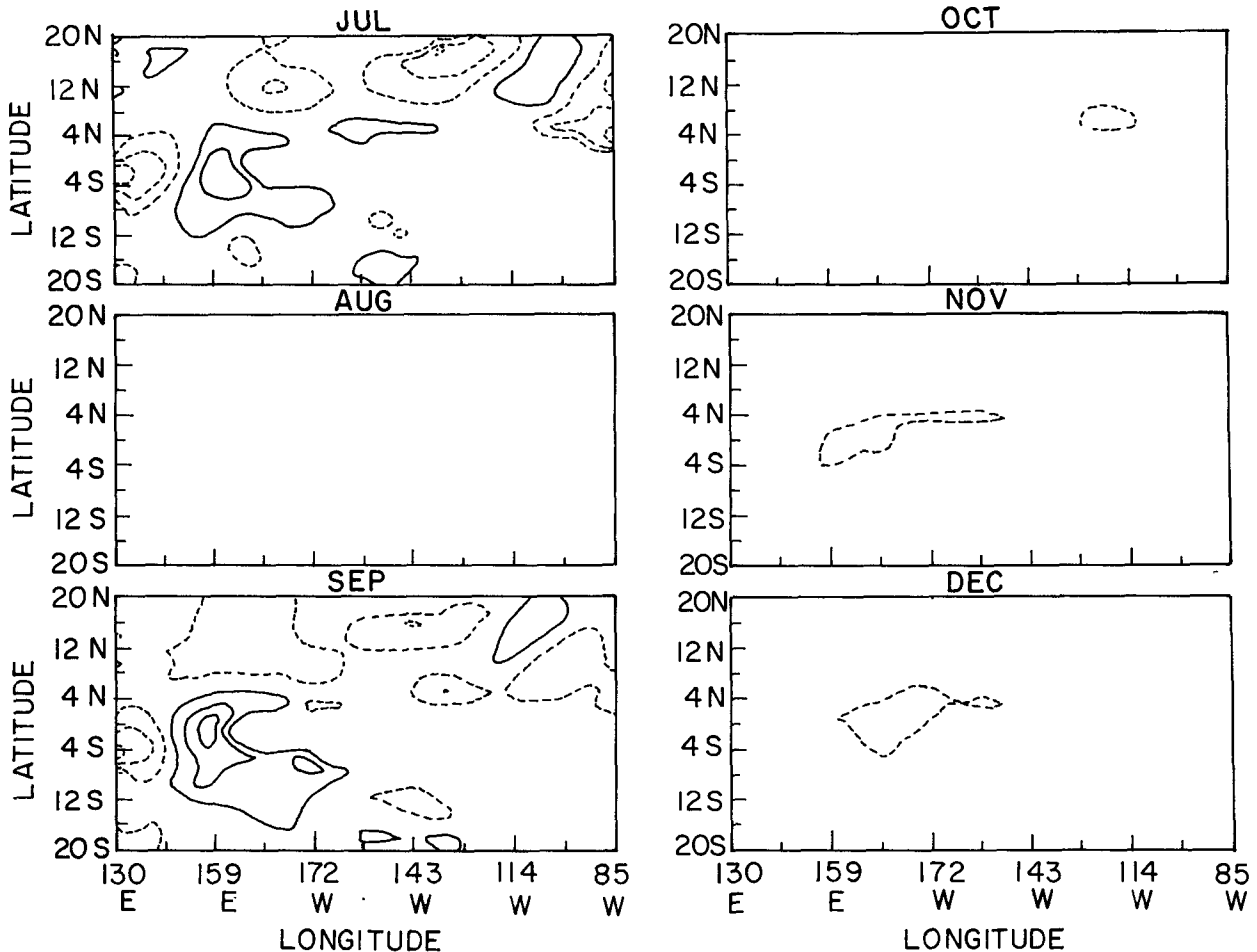 JUL
20N
12N
4N
4S
12S
20S
LATITUDE
OCT
20N
12N
4N
4S
12S
20S
AUG
20N
12N
4N
4S
12S
20S
LATITUDE
NOV
20N
12N
4N
4S
12S
20S
SEP
20N
12N
4N
4S
12S
20S
LATITUDE
130 159 172 143 114 85
E E W W W W
LONGITUDE
DEC
20N
12N
4N
4S
12S
20S
130 159 172 143 114 85
E E W W W W
LONGITUDE